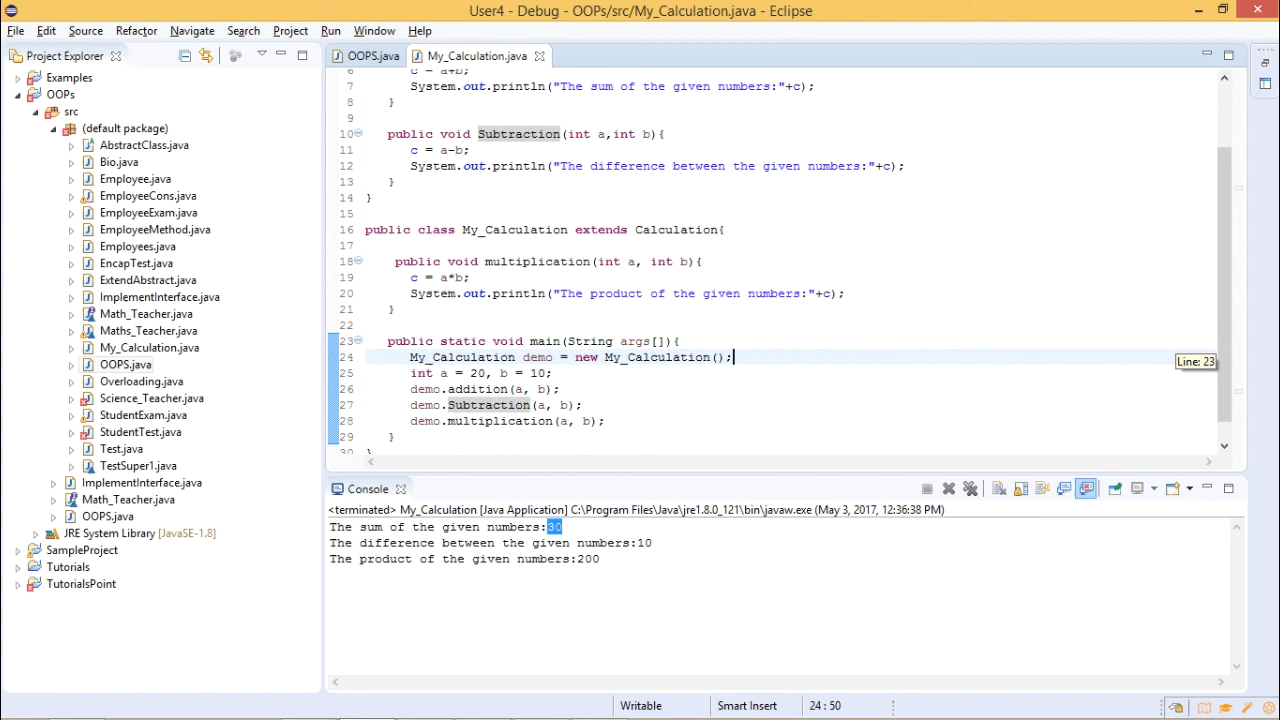 User4 - Debug - OOPs/src/My_Calculation.java - Eclipse
File Edit Source Refactor Navigate Search Project Run Window Help
Project Explorer
Examples
OOPs
src
(default package)
AbstractClass.java
Bio.java
Employee.java
EmployeeCons.java
EmployeeExam.java
EmployeeMethod.java
Employees.java
EncapTest.java
ExtendAbstract.java
ImplementInterface.java
Math_Teacher.java
Maths_Teacher.java
My_Calculation.java
OOPS.java
Overloading.java
Science_Teacher.java
StudentExam.java
StudentTest.java
Test.java
TestSuper1.java
ImplementInterface.java
Math_Teacher.java
OOPS.java
JRE System Library [JavaSE-1.8]
SampleProject
Tutorials
TutorialsPoint
OOPS.java My_Calculation.java
6 c = a+b;
7 System.out.println("The sum of the given numbers:"+c);
8 }
9
10 public void Subtraction(int a,int b){
11 c = a-b;
12 System.out.println("The difference between the given numbers:"+c);
13 }
14 }
15
16 public class My_Calculation extends Calculation{
17
18 public void multiplication(int a, int b){
19 c = a*b;
20 System.out.println("The product of the given numbers:"+c);
21 }
22
23 public static void main(String args[]){
24 My_Calculation demo = new My_Calculation();
25 int a = 20, b = 10;
26 demo.addition(a, b);
27 demo.Subtraction(a, b);
28 demo.multiplication(a, b);
29 }
30 }
Line: 23
Console
<terminated> My_Calculation [Java Application] C:\Program Files\Java\jre1.8.0_121\bin\javaw.exe (May 3, 2017, 12:36:38 PM)
The sum of the given numbers:30
The difference between the given numbers:10
The product of the given numbers:200
Writable Smart Insert 24 : 50